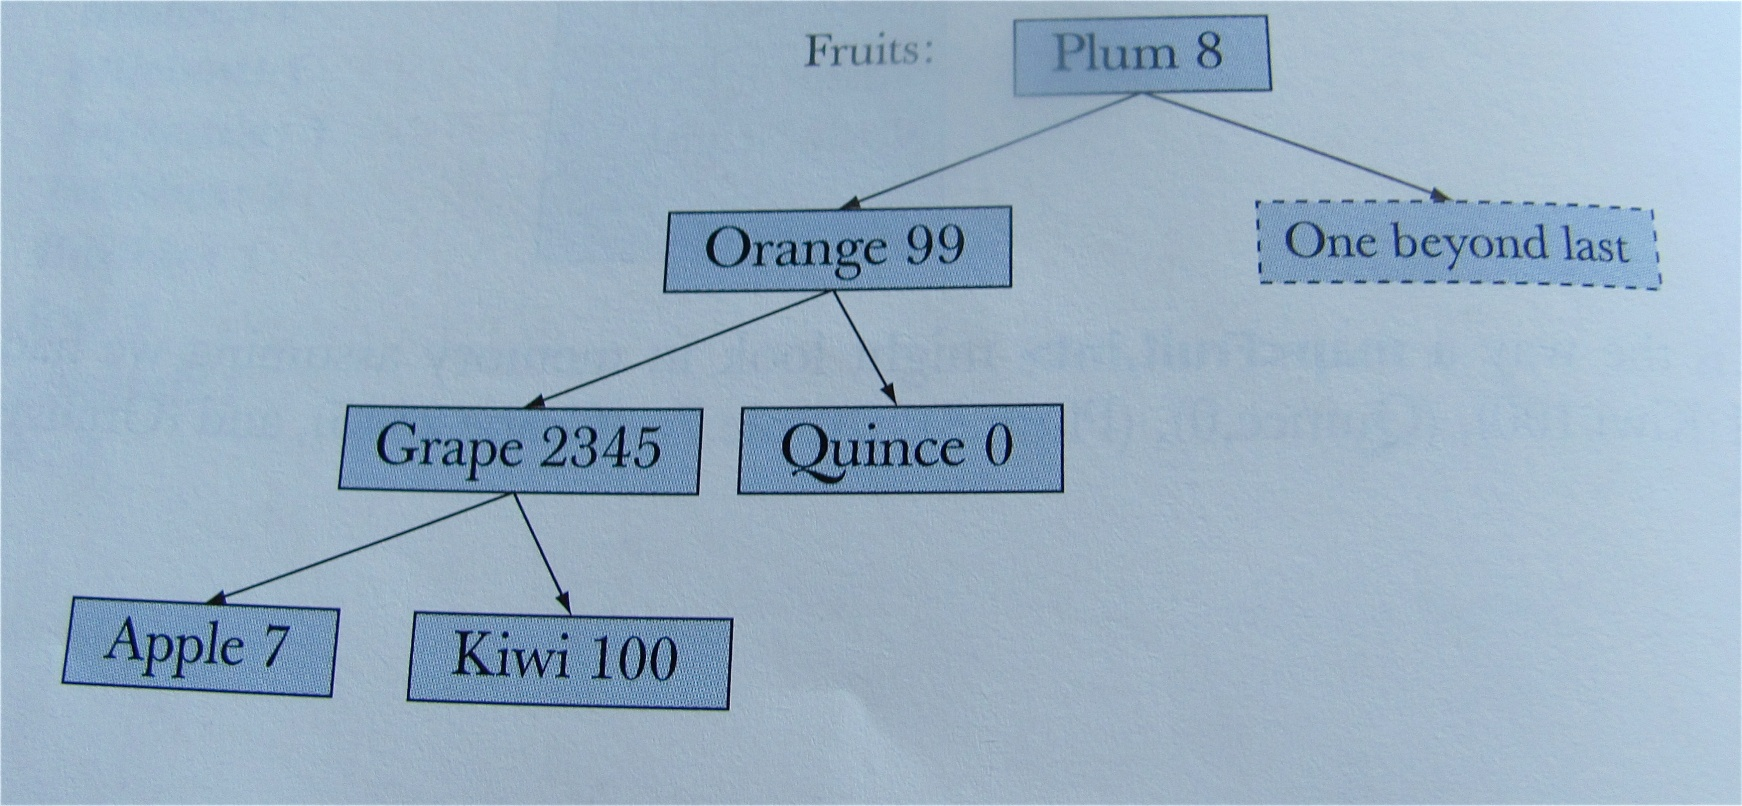 Fruits: Plum 8
Orange 99 One beyond last
Grape 2345 Quince 0
Apple 7 Kiwi 100